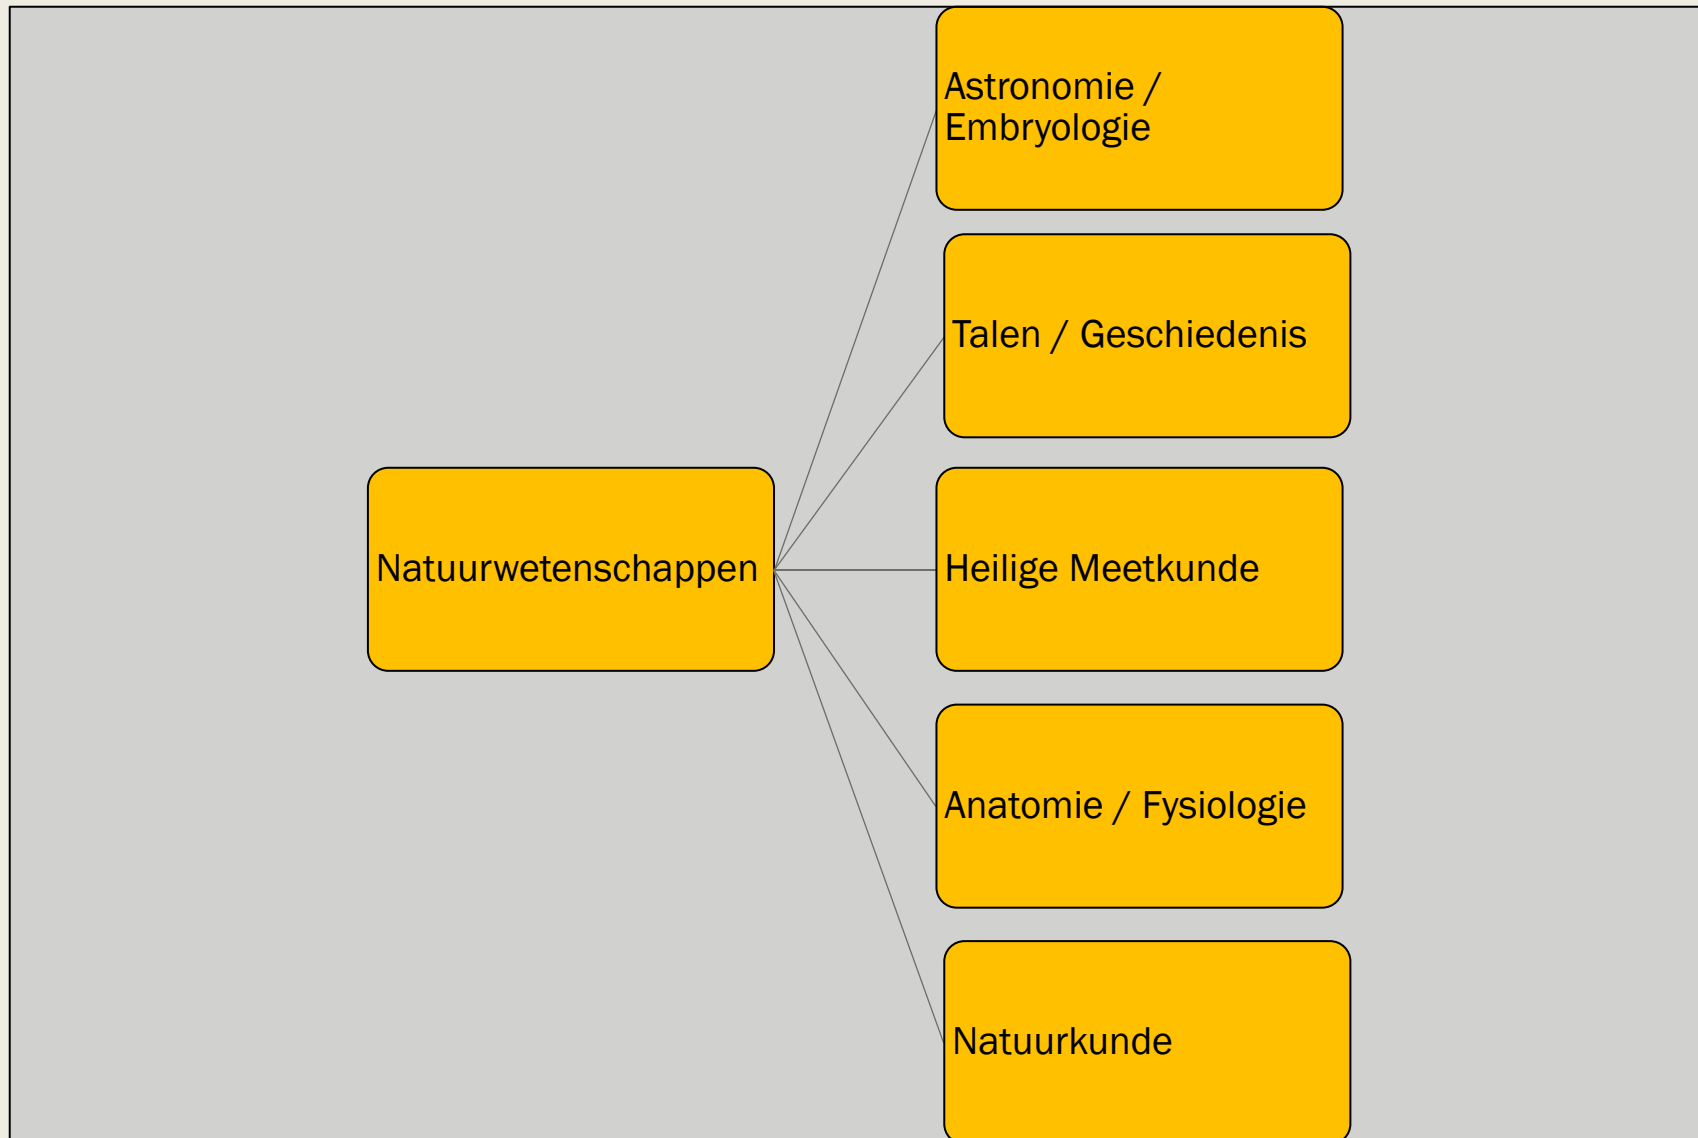 Astronomie /
Embryologie
Talen / Geschiedenis
Natuurwetenschappen
Heilige Meetkunde
Anatomie / Fysiologie
Natuurkunde